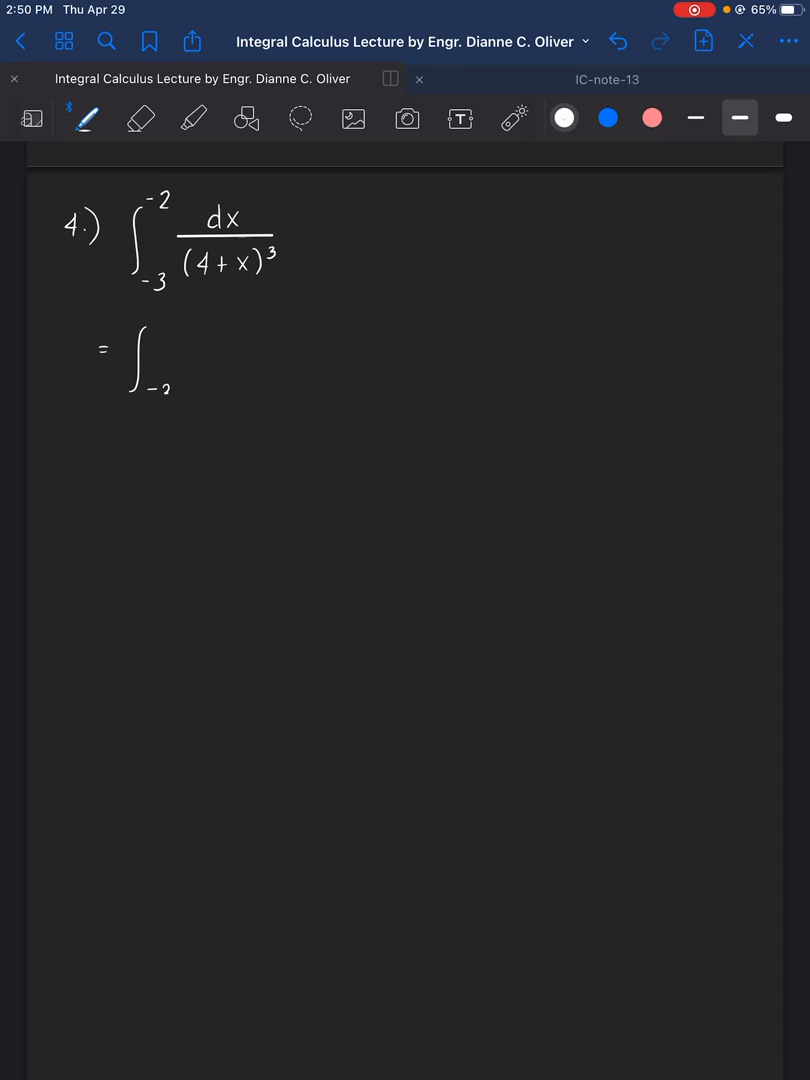 2:50 PM Thu Apr 29 65%
Integral Calculus Lecture by Engr. Dianne C. Oliver
Integral Calculus Lecture by Engr. Dianne C. Oliver IC-note-13
T
4.) ∫_{-3}^{-2} dx/(4 + x)^3
= ∫_{-3}